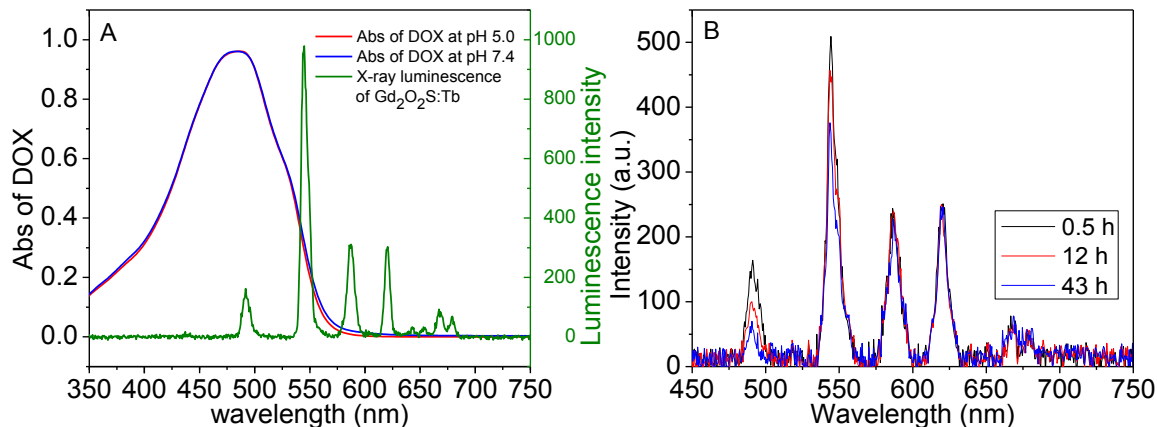 A
1.0
0.8
0.6
0.4
0.2
0.0
Abs of DOX
350 400 450 500 550 600 650 700 750
wavelength (nm)
1000
800
600
400
200
0
Luminescence intensity
Abs of DOX at pH 5.0
Abs of DOX at pH 7.4
X-ray luminescence
of Gd₂O₂S:Tb
B
500
400
300
200
100
0
Intensity (a.u.)
450 500 550 600 650 700 750
Wavelength (nm)
0.5 h
12 h
43 h